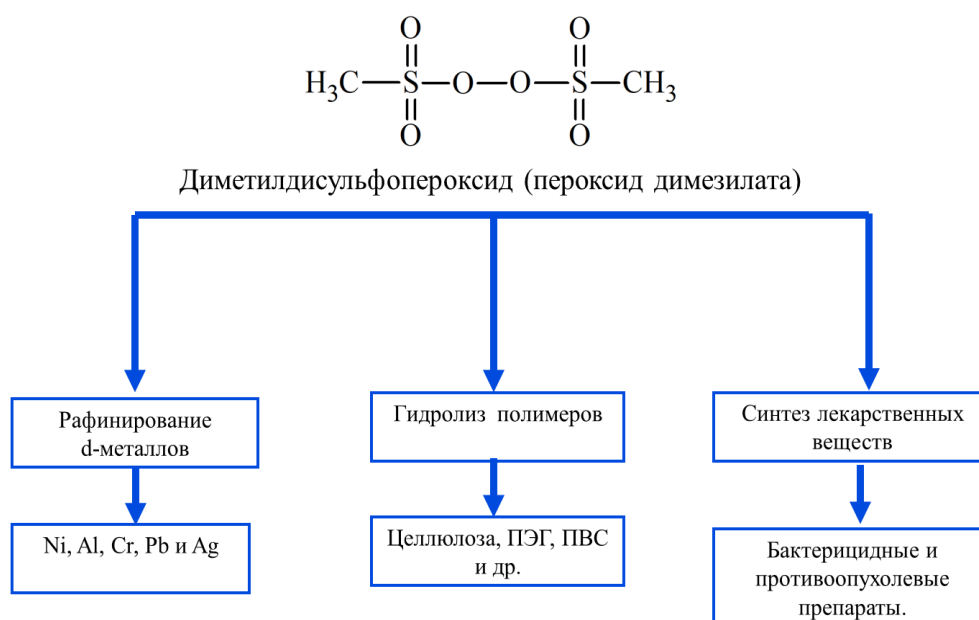 O O
H₃C—S—O—O—S—CH₃
O O
Диметилдисульфопероксид (пероксид димезилата)
Рафинирование
d-металлов
Гидролиз полимеров
Синтез лекарственных
веществ
Ni, Al, Cr, Pb и Ag
Целлюлоза, ПЭГ, ПВС
и др.
Бактерицидные и
противоопухолевые
препараты.